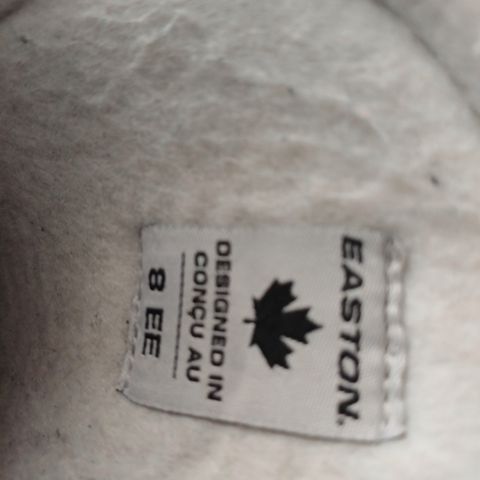 EASTON.
DESIGNED IN
CONÇU AU
8 EE